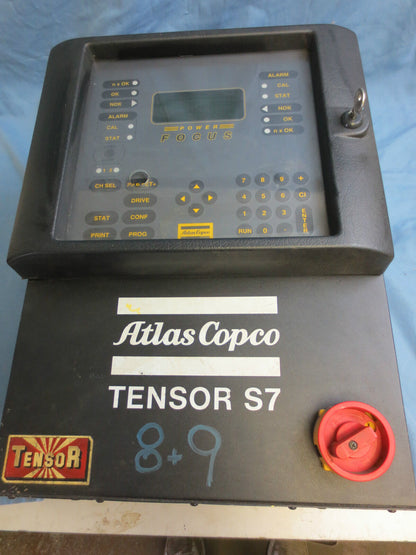 n x OK
OK
NOK
ALARM
CAL
STAT
ALARM
CAL
STAT
NOK
OK
n x OK
POWER
FOCUS
CH SEL
DRIVE
STAT
CONF
PRINT
PROG
7 8 9 +
4 5 6 CI
1 2 3
RUN 0 - ENTER
Atlas Copco
Atlas Copco
TENSOR S7
TENSOR
8+9